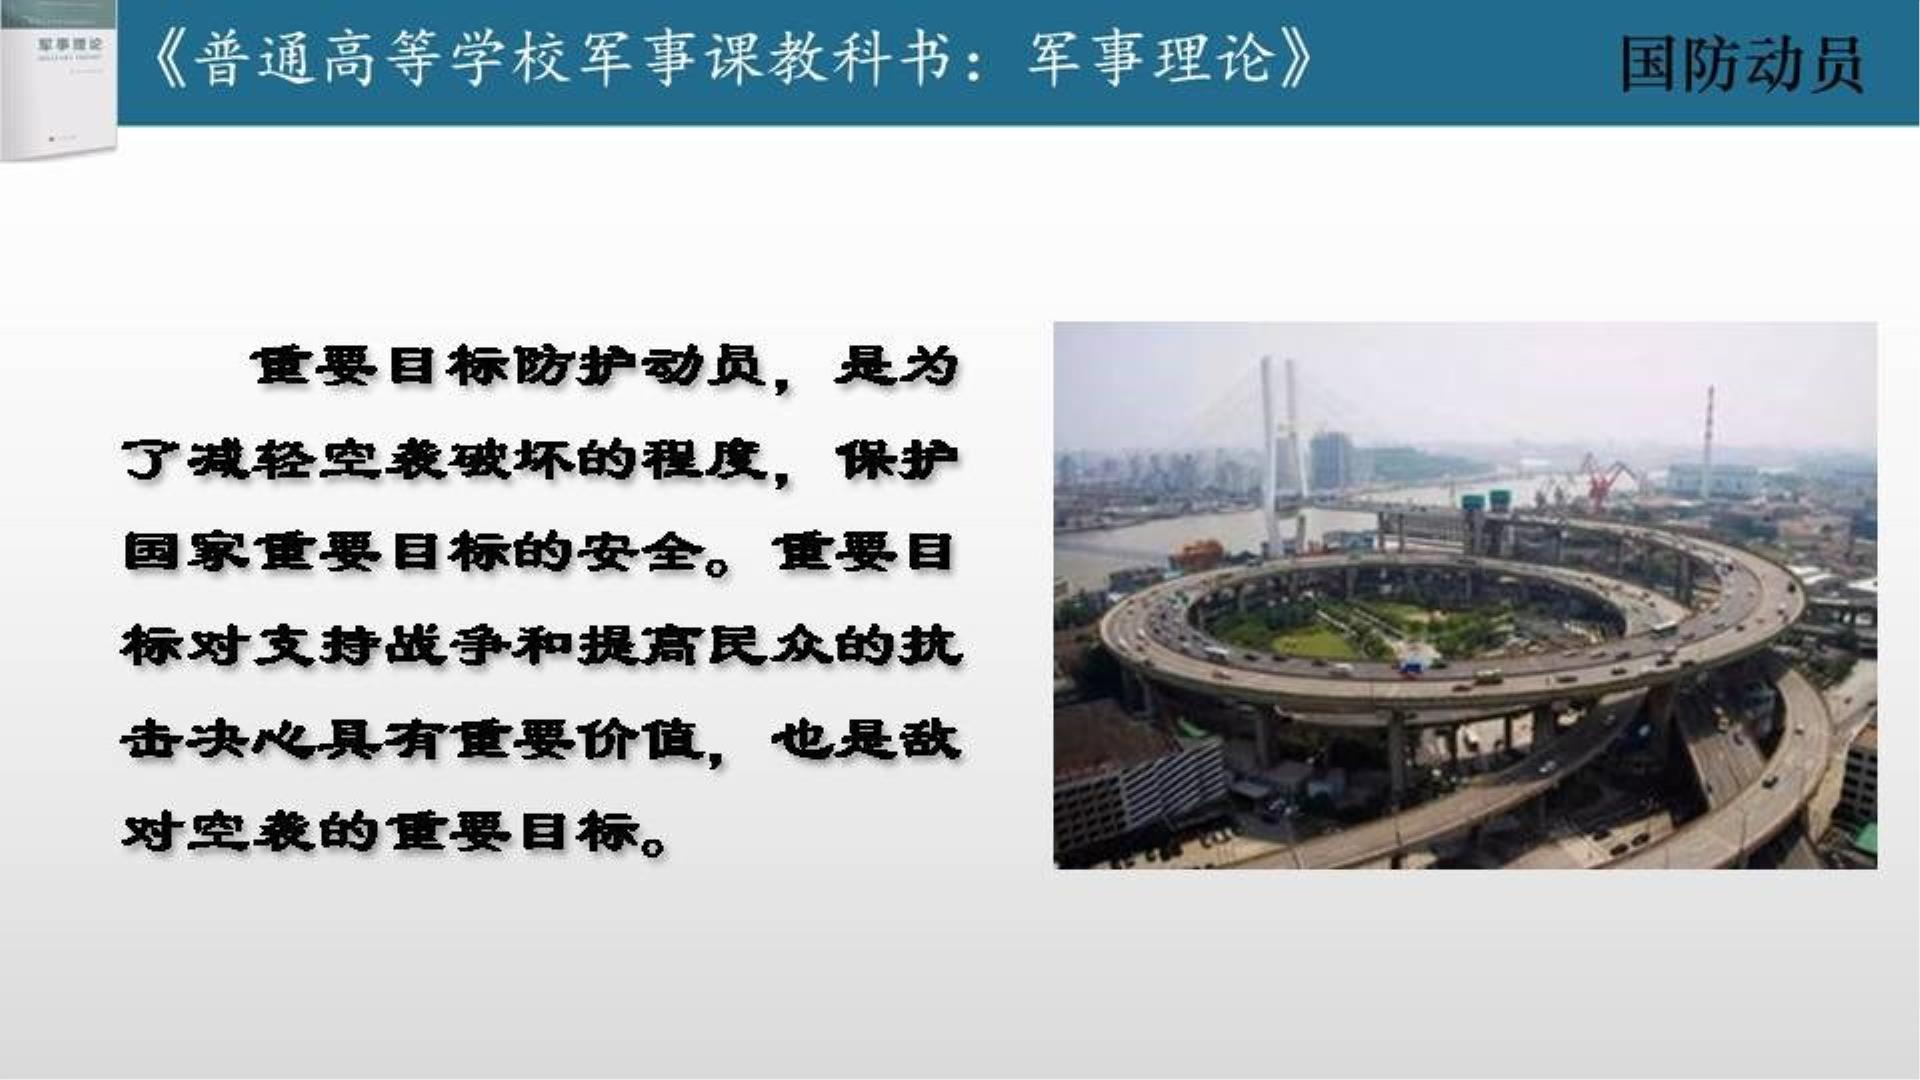 军事理论
《普通高等学校军事课教科书：军事理论》
国防动员
重要目标防护动员，是为
了减轻空袭破坏的程度，保护
国家重要目标的安全。重要目
标对支持战争和提高民众的抗
击决心具有重要价值，也是敌
对空袭的重要目标。